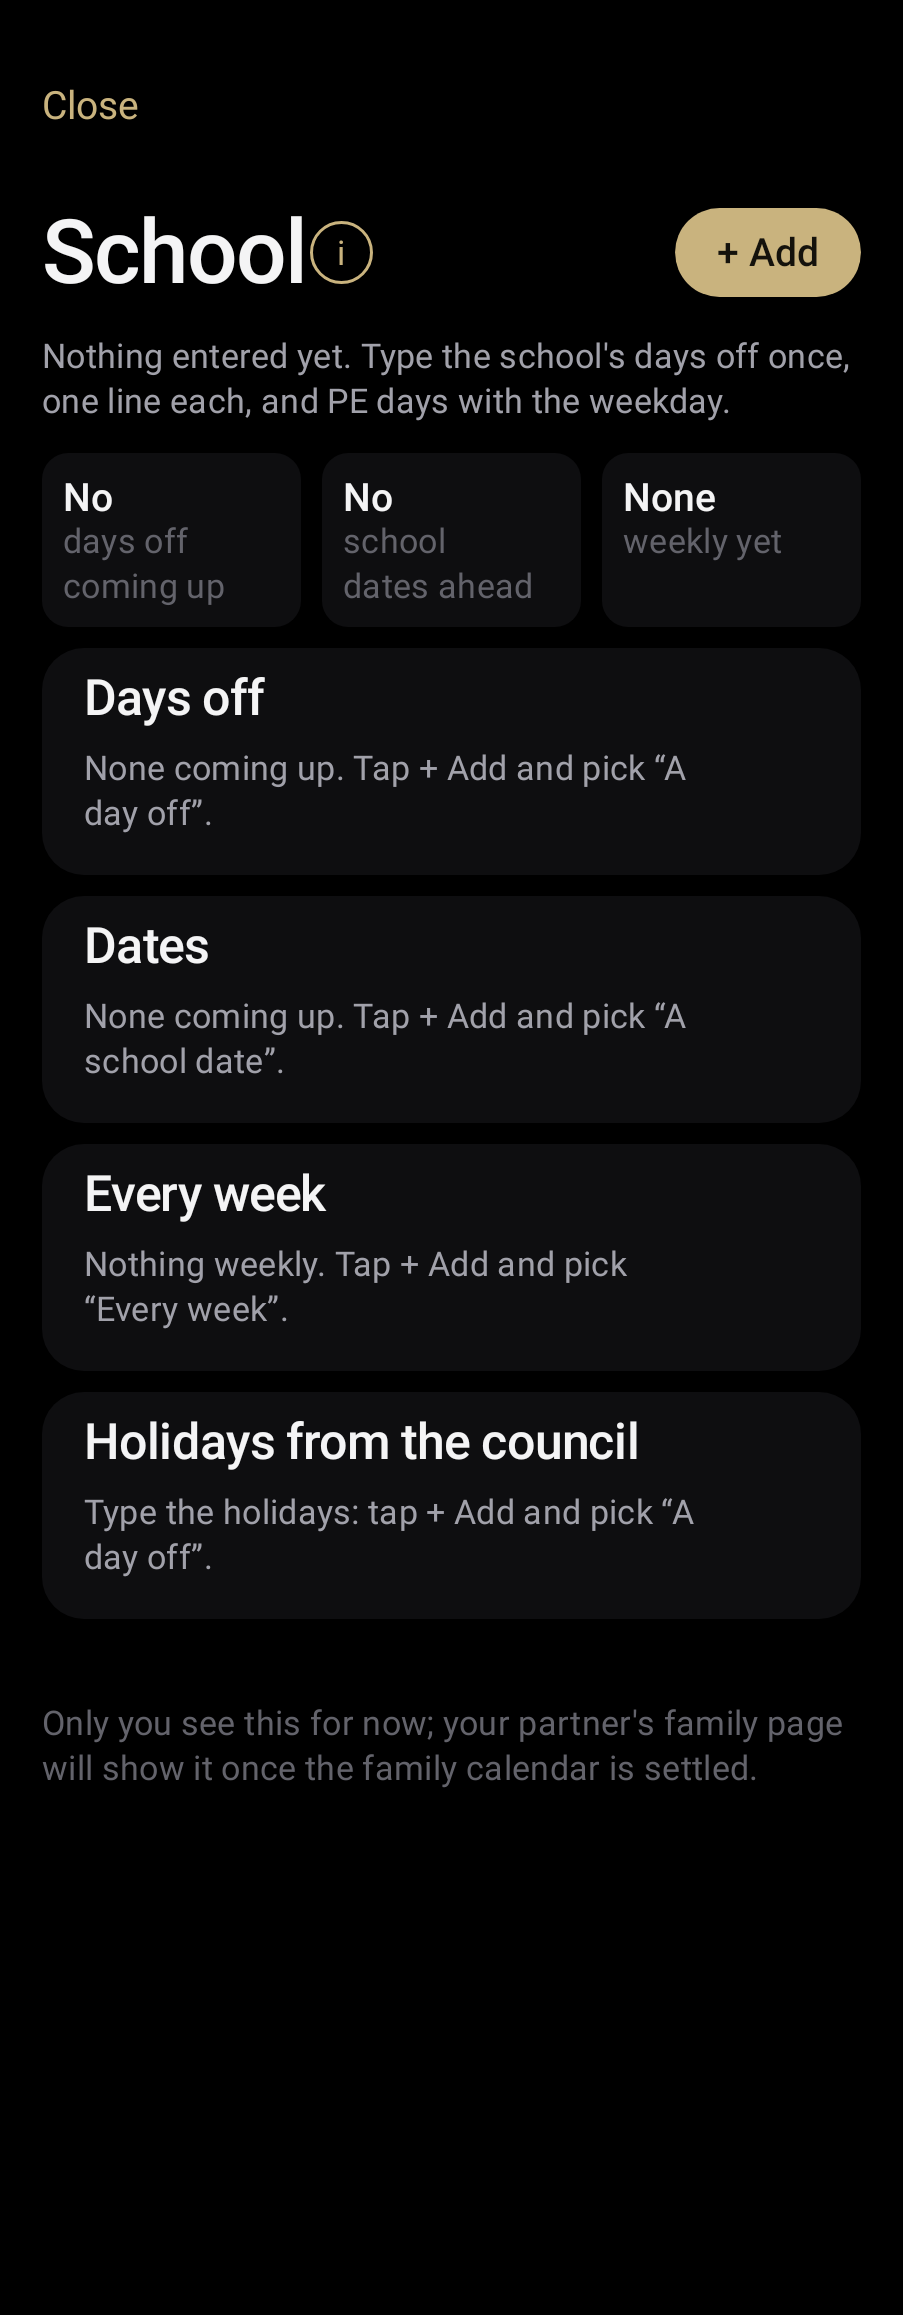 Close
School
i
+ Add
Nothing entered yet. Type the school's days off once,
one line each, and PE days with the weekday.
No
days off
coming up
No
school
dates ahead
None
weekly yet
Days off
None coming up. Tap + Add and pick “A
day off”.
Dates
None coming up. Tap + Add and pick “A
school date”.
Every week
Nothing weekly. Tap + Add and pick
“Every week”.
Holidays from the council
Type the holidays: tap + Add and pick “A
day off”.
Only you see this for now; your partner's family page
will show it once the family calendar is settled.